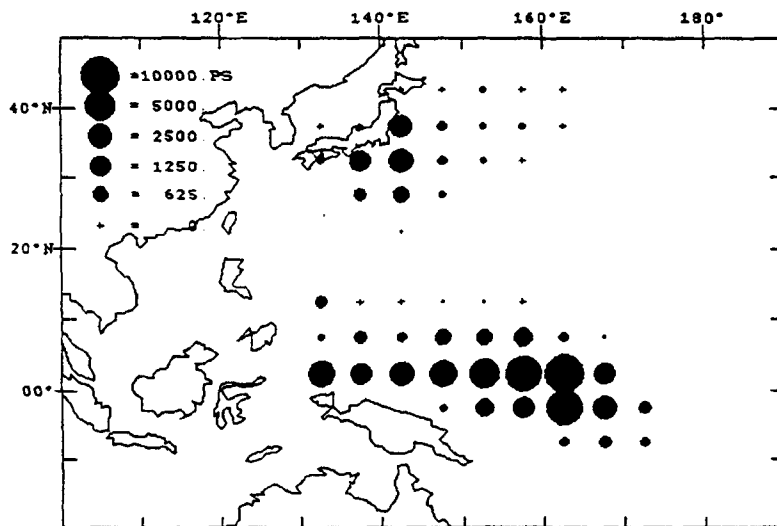 120°E 140°E 160°E 180°
=10000. PS
40°N
= 5000.
= 2500.
= 1250.
= 625.
+ = 0.
20°N
00°